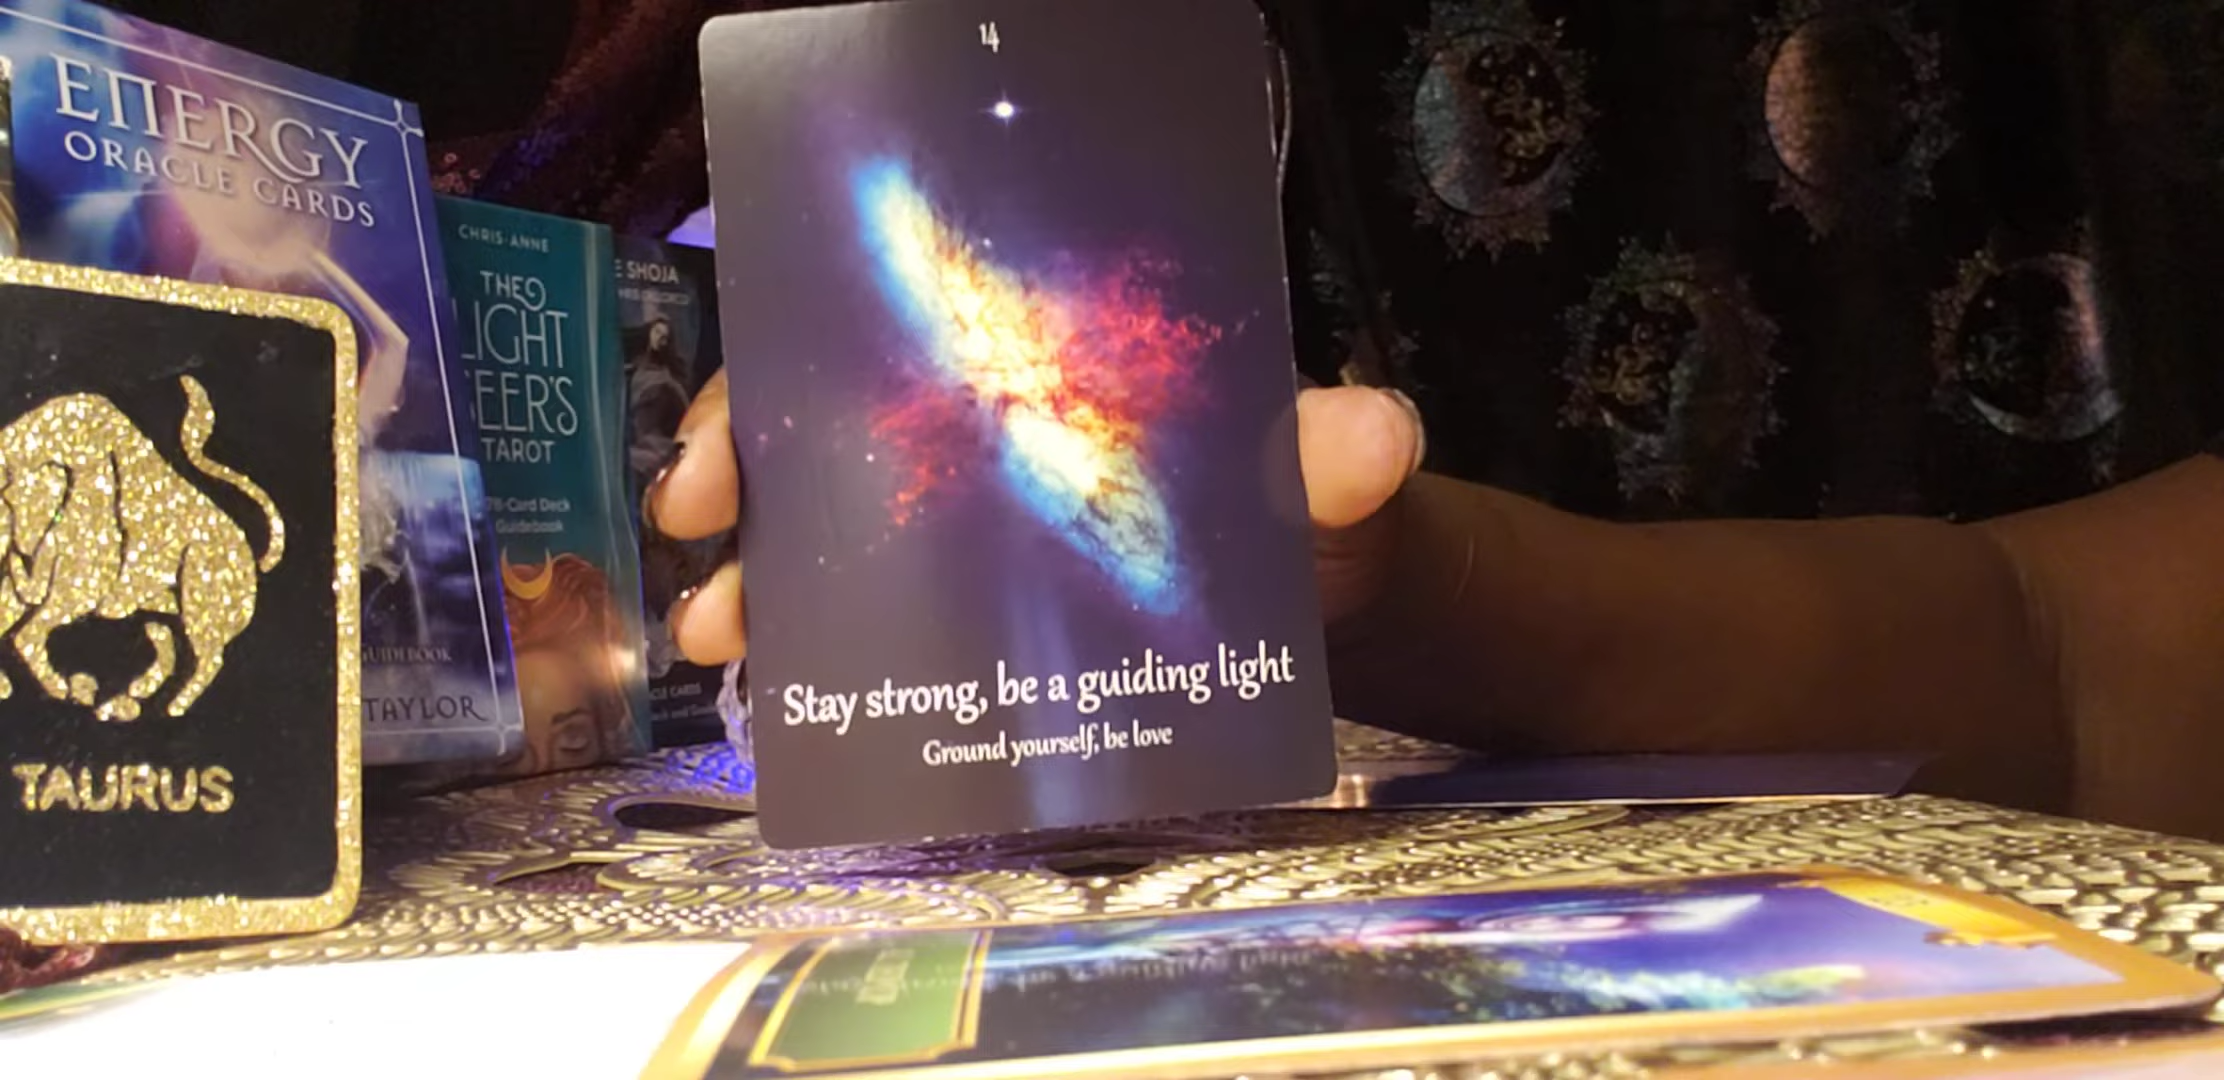 14
Stay strong, be a guiding light
Ground yourself, be love
ENERGY
ORACLE CARDS
GUIDEBOOK
TAYLOR
CHRIS-ANNE
THE
LIGHT
SEER'S
TAROT
78-Card Deck
Guidebook
E SHOJA
TAURUS